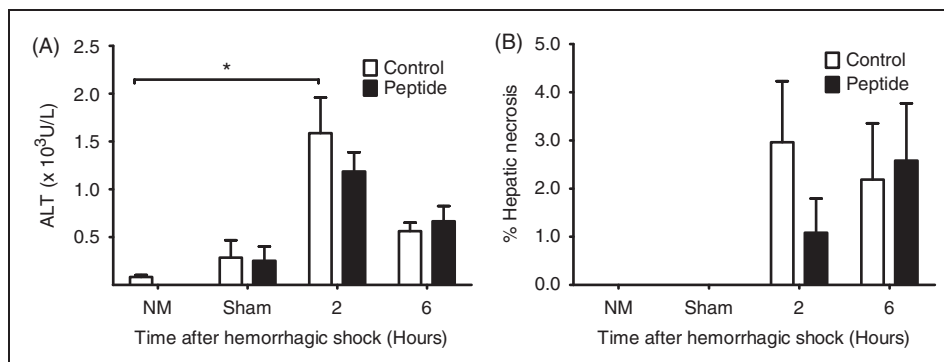 (A)
2.5
2.0
1.5
1.0
0.5
ALT (x 10³U/L)
*
Control
Peptide
NM Sham 2 6
Time after hemorrhagic shock (Hours)
(B)
5.0
4.0
3.0
2.0
1.0
0.0
% Hepatic necrosis
Control
Peptide
NM Sham 2 6
Time after hemorrhagic shock (Hours)